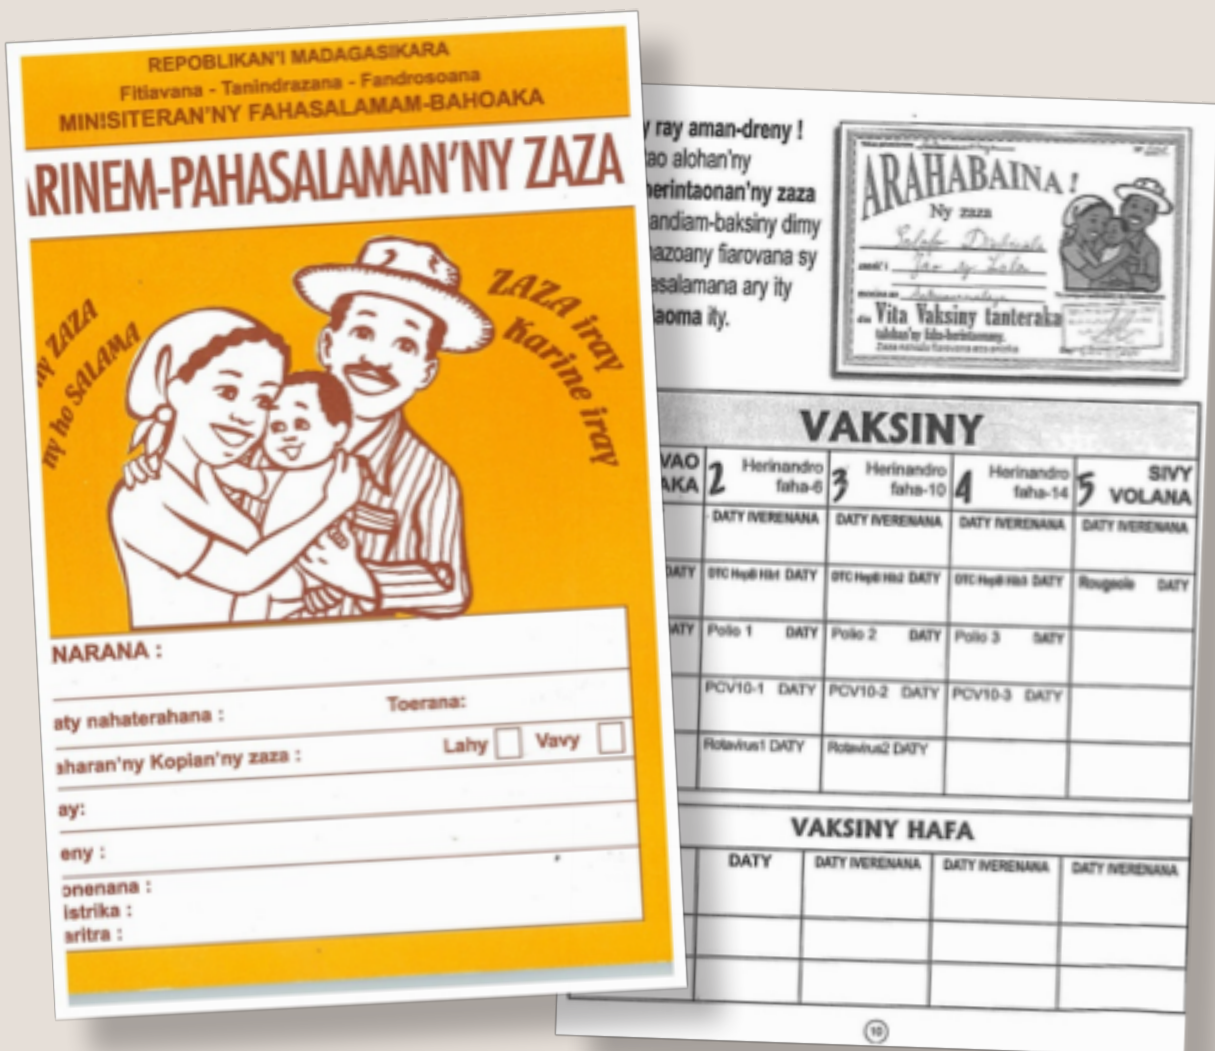 REPOBLIKAN'I MADAGASIKARA
Fitiavana - Tanindrazana - Fandrosoana
MINISITERAN'NY FAHASALAMAM-BAHOAKA
ARINEM-PAHASALAMAN'NY ZAZA
ny ZAZA
ny ho SALAMA
ZAZA iray
Karine iray
NARANA :
aty nahaterahana : Toerana:
aharan'ny Kopian'ny zaza : Lahy Vavy
ay:
eny :
onenana :
istrika :
aritra :
y ray aman-dreny !
tao alohan'ny
herintaonan'ny zaza
andiam-baksiny dimy
azoany fiarovana sy
asalamana ary ity
laoma ity.
ARAHABAINA !
Ny zaza
Vita Vaksiny tanteraka
VAKSINY
VAO AKA 2 Herinandro faha-6 3 Herinandro faha-10 4 Herinandro faha-14 5 SIVY VOLANA
DATY IVERENANA DATY IVERENANA DATY IVERENANA DATY IVERENANA
DATY DTC HepB Hib1 DATY DTC HepB Hib2 DATY DTC HepB Hib3 DATY Rougeole DATY
ATY Polio 1 DATY Polio 2 DATY Polio 3 DATY
PCV10-1 DATY PCV10-2 DATY PCV10-3 DATY
Rotavirus1 DATY Rotavirus2 DATY
VAKSINY HAFA
DATY DATY IVERENANA DATY IVERENANA DATY IVERENANA
10